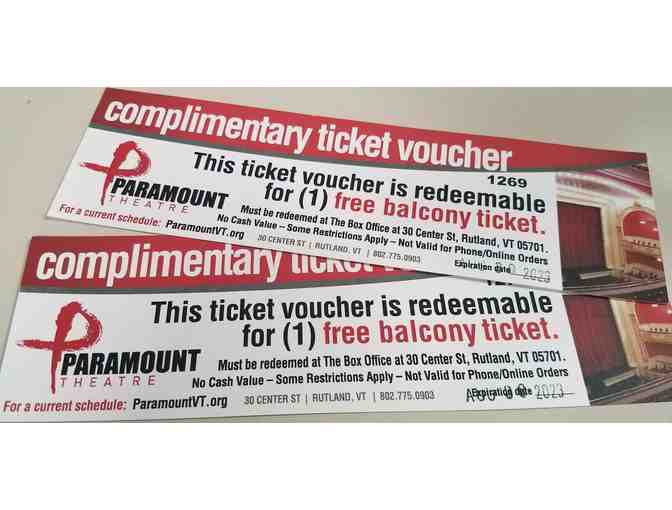 complimentary ticket voucher
1269
This ticket voucher is redeemable
for (1) free balcony ticket.
PARAMOUNT
THEATRE
Must be redeemed at The Box Office at 30 Center St, Rutland, VT 05701.
No Cash Value – Some Restrictions Apply – Not Valid for Phone/Online Orders
For a current schedule: ParamountVT.org
30 CENTER ST | RUTLAND, VT | 802.775.0903
Expiration date
2023
complimentary ticket
This ticket voucher is redeemable
for (1) free balcony ticket.
PARAMOUNT
THEATRE
Must be redeemed at The Box Office at 30 Center St, Rutland, VT 05701.
No Cash Value – Some Restrictions Apply – Not Valid for Phone/Online Orders
For a current schedule: ParamountVT.org
30 CENTER ST | RUTLAND, VT | 802.775.0903
Expiration date
2023